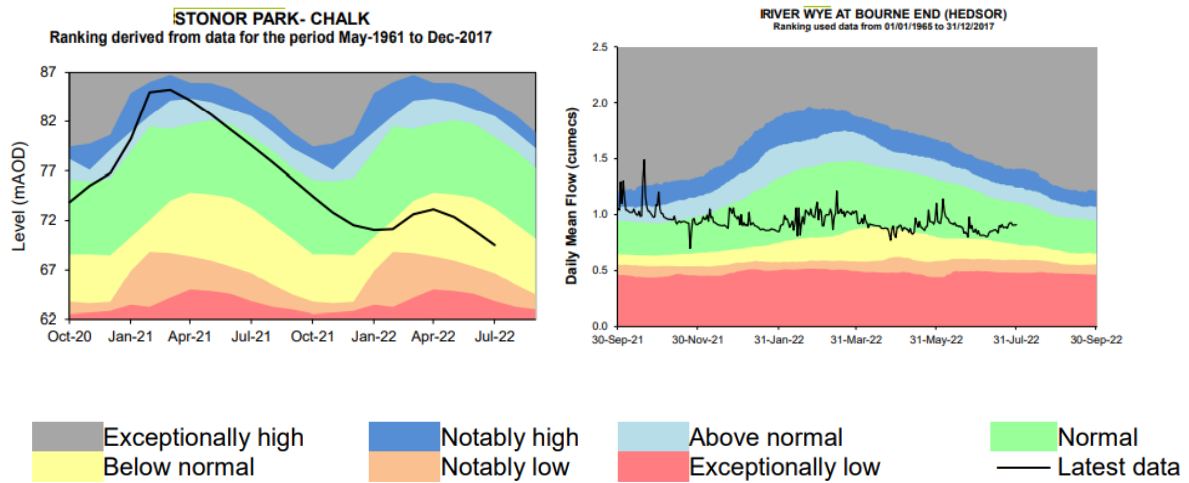 STONOR PARK- CHALK
Ranking derived from data for the period May-1961 to Dec-2017
87
82
77
72
67
62
Level (mAOD)
Oct-20 Jan-21 Apr-21 Jul-21 Oct-21 Jan-22 Apr-22 Jul-22
RIVER WYE AT BOURNE END (HEDSOR)
Ranking used data from 01/01/1965 to 31/12/2017
2.5
2.0
1.5
1.0
0.5
0.0
Daily Mean Flow (cumecs)
30-Sep-21 30-Nov-21 31-Jan-22 31-Mar-22 31-May-22 31-Jul-22 30-Sep-22
Exceptionally high Notably high Above normal Normal
Below normal Notably low Exceptionally low Latest data